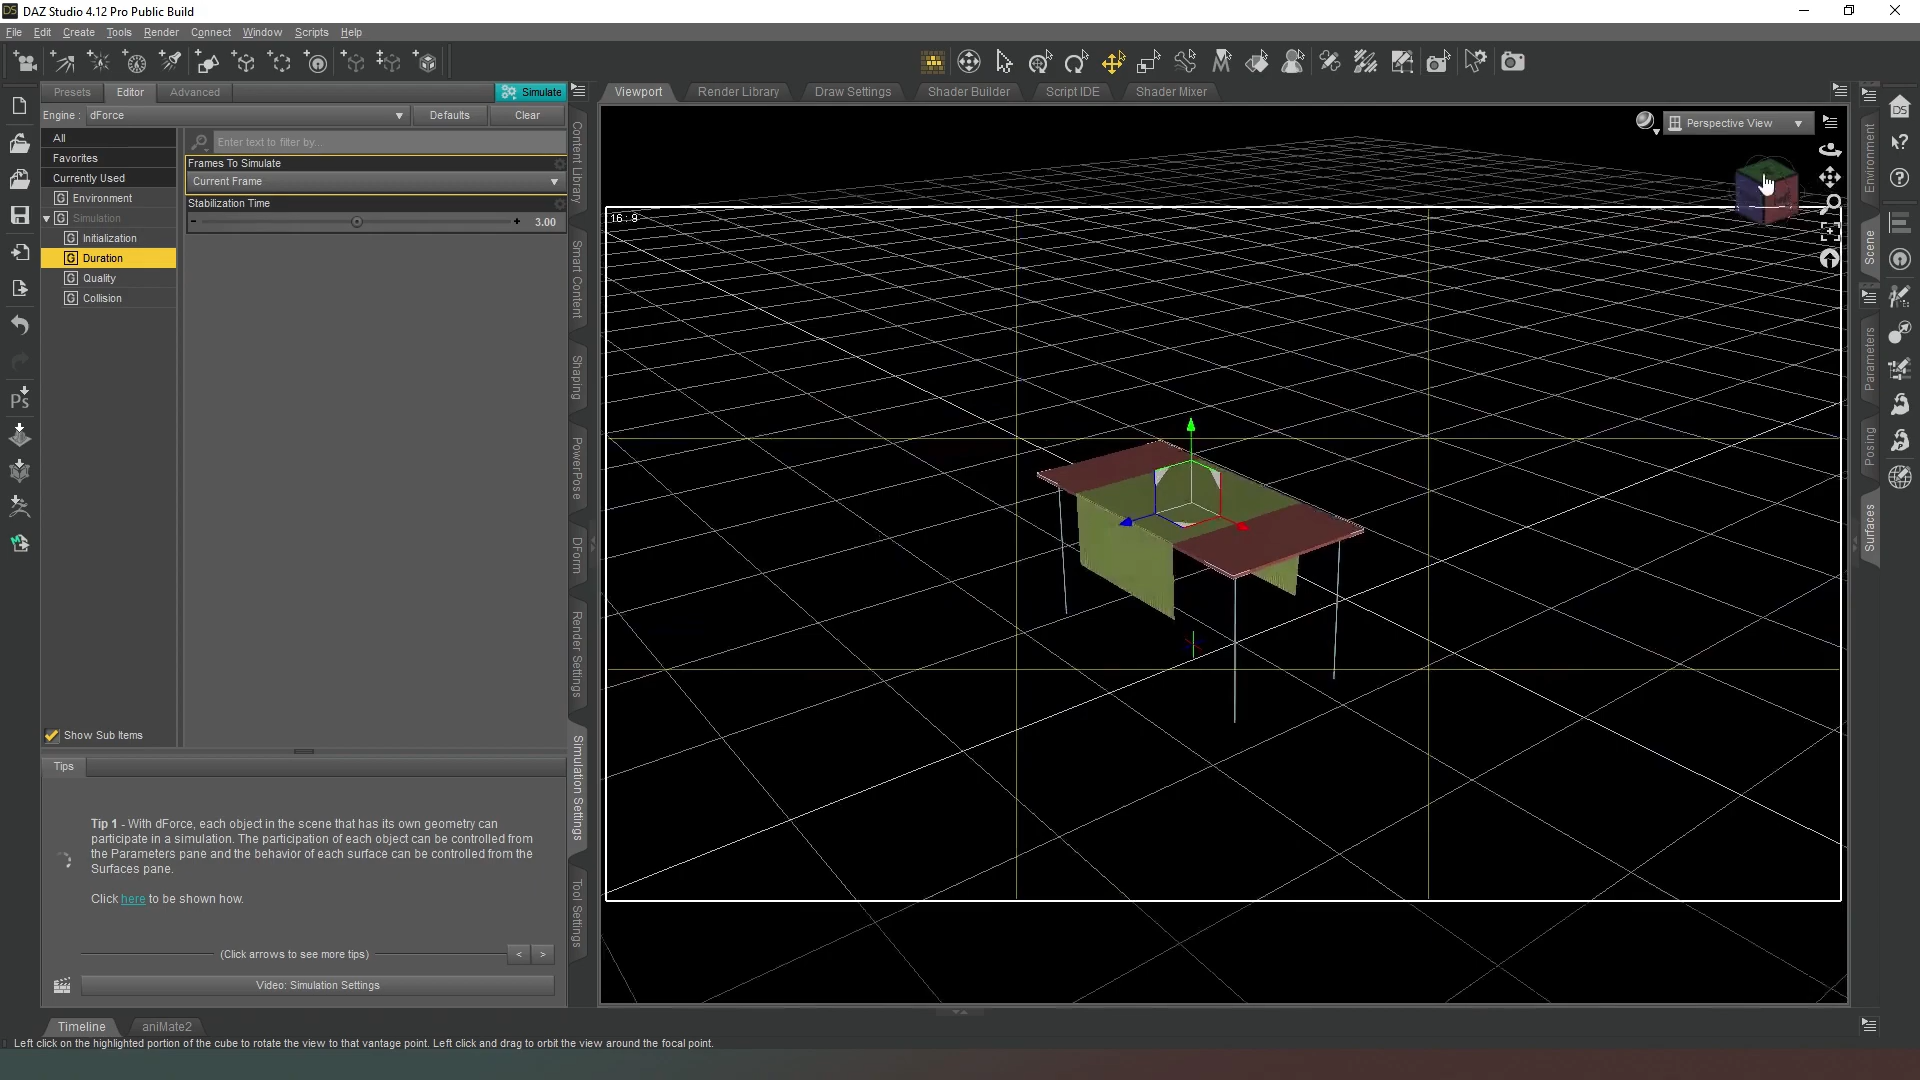 DAZ Studio 4.12 Pro Public Build
File Edit Create Tools Render Connect Window Scripts Help
Presets Editor Advanced Simulate
Viewport Render Library Draw Settings Shader Builder Script IDE Shader Mixer
Engine : dForce Defaults Clear
All
Favorites
Currently Used
Environment
Simulation
Initialization
Duration
Quality
Collision
Enter text to filter by...
Frames To Simulate
Current Frame
Stabilization Time
3.00
Show Sub Items
Tips
Tip 1 - With dForce, each object in the scene that has its own geometry can
participate in a simulation. The participation of each object can be controlled from
the Parameters pane and the behavior of each surface can be controlled from the
Surfaces pane.
Click here to be shown how.
(Click arrows to see more tips)
< >
Video: Simulation Settings
Content Library
Smart Content
Shaping
PowerPose
DForm
Render Settings
Simulation Settings
Tool Settings
16 : 9
Perspective View
Environment
Scene
Parameters
Posing
Surfaces
Timeline aniMate2
Left click on the highlighted portion of the cube to rotate the view to that vantage point. Left click and drag to orbit the view around the focal point.